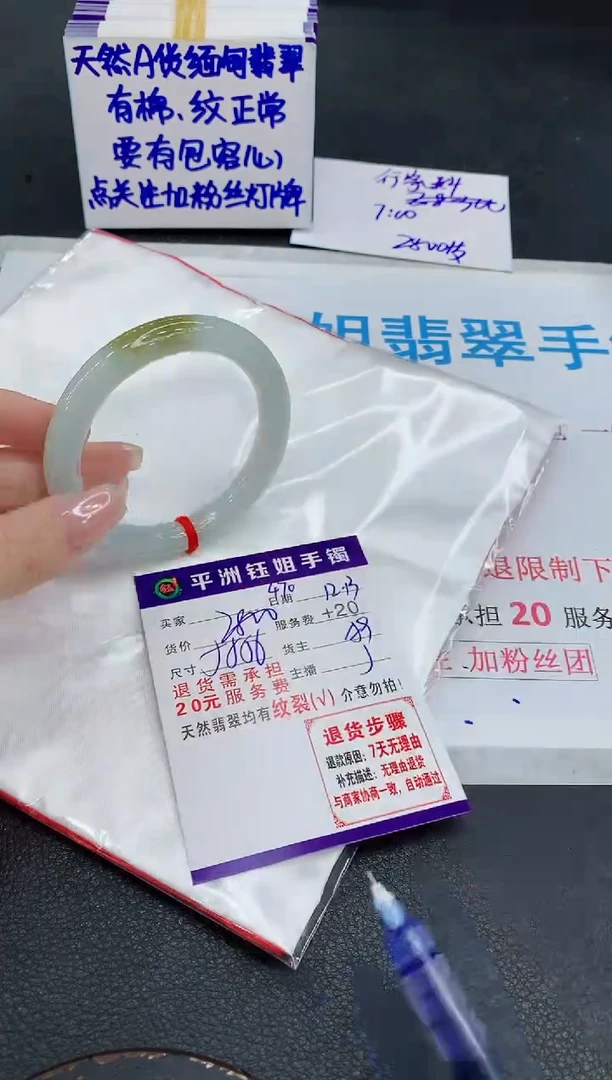 天然A货缅甸翡翠
有棉、纹正常
要有包容心
点关注加粉丝灯牌
7:00
2800
姐翡翠手
退限制下
承担 20 服务
加粉丝团
平洲钰姐手镯
买家 2800 日期 12.13
货价 服务费 +20
尺寸 货主
退货需承担 主播
20元服务费
天然翡翠均有纹裂(√) 介意勿拍!
退货步骤
退款原因: 7天无理由
补充描述: 无理由退货
与商家协商一致，自动通过